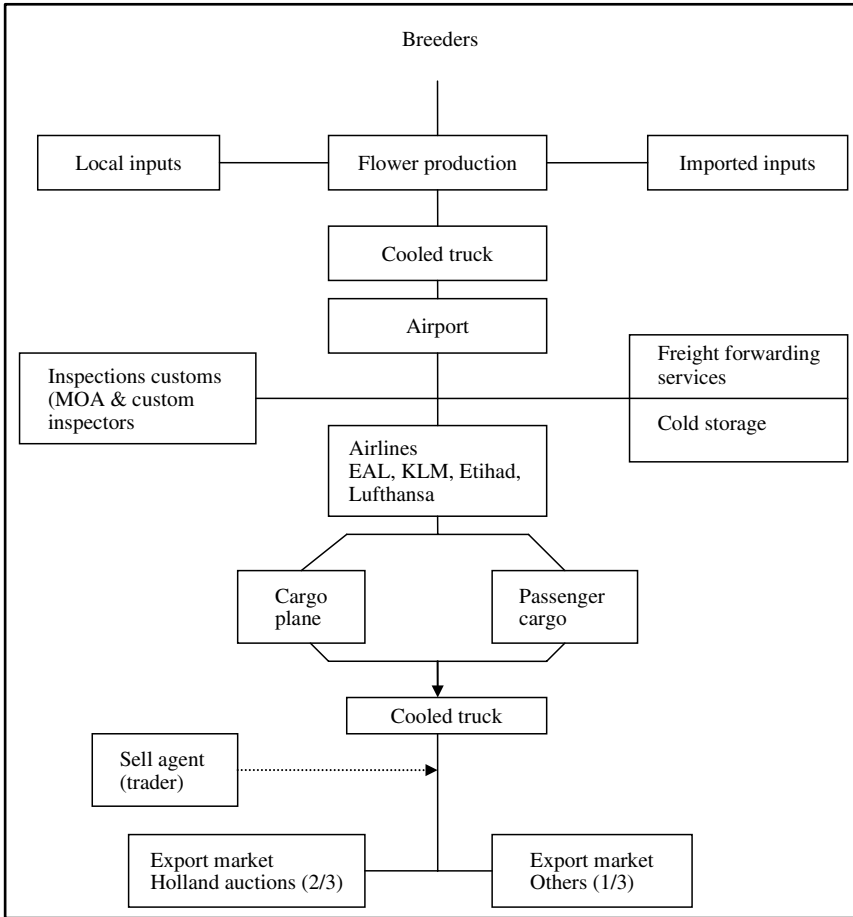 Breeders
Local inputs
Flower production
Imported inputs
Cooled truck
Airport
Inspections customs
(MOA & custom
inspectors
Freight forwarding
services
Cold storage
Airlines
EAL, KLM, Etihad,
Lufthansa
Cargo
plane
Passenger
cargo
Cooled truck
Sell agent
(trader)
Export market
Holland auctions (2/3)
Export market
Others (1/3)